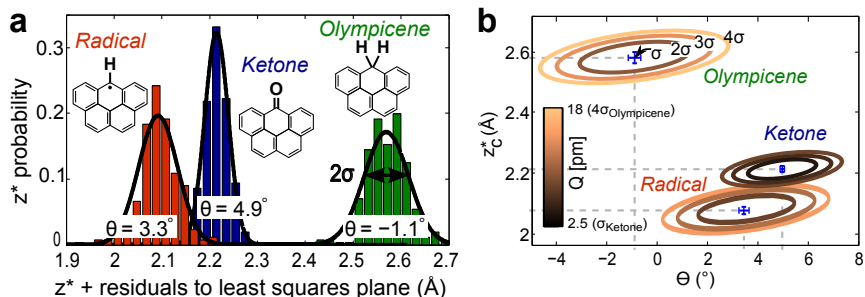 a
z* probability
0.3
0.2
0.1
0
Radical
Ketone
Olympicene
H
O
H H
2σ
θ = 3.3°
θ = 4.9°
θ = −1.1°
1.9 2 2.1 2.2 2.3 2.4 2.5 2.6 2.7
z* + residuals to least squares plane (Å)
b
z*C (Å)
2.6
2.4
2.2
2
σ 2σ 3σ 4σ
Olympicene
18 (4σOlympicene)
Q [pm]
2.5 (σKetone)
Ketone
Radical
−4 −2 0 2 4 6 8
Θ (°)